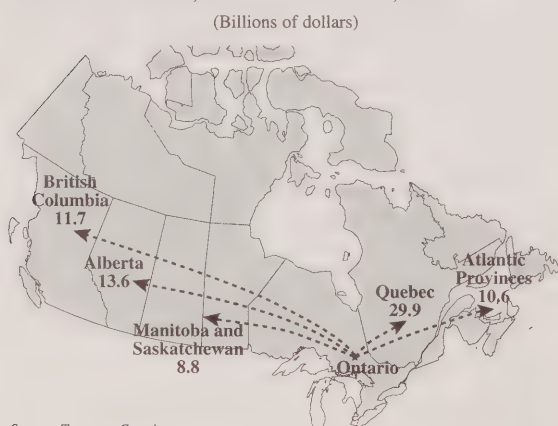 (Billions of dollars)
British
Columbia
11.7
Alberta
13.6
Manitoba and
Saskatchewan
8.8
Ontario
Quebec
29.9
Atlantic
Provinces
10.6